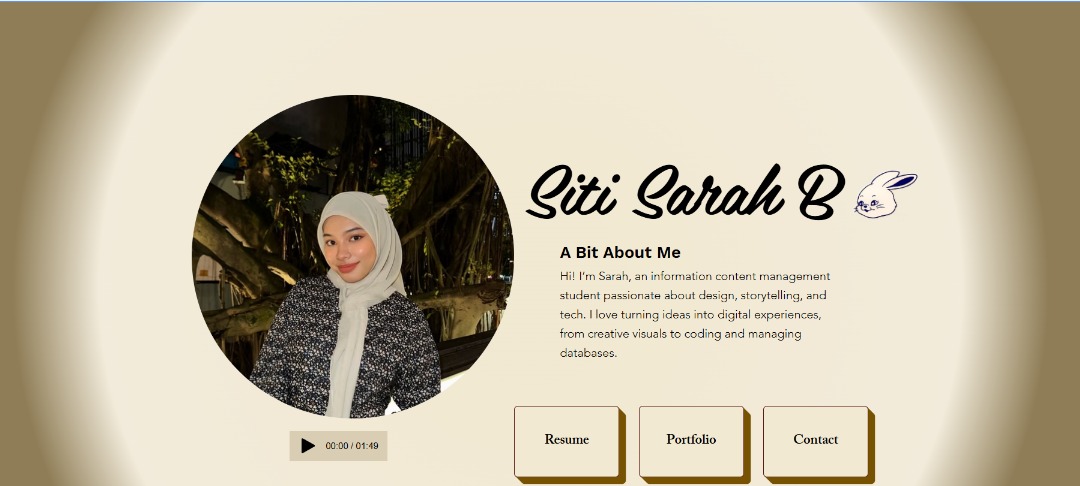 Siti Sarah B
A Bit About Me
Hi! I'm Sarah, an information content management
student passionate about design, storytelling, and
tech. I love turning ideas into digital experiences,
from creative visuals to coding and managing
databases.
00:00 / 01:49
Resume
Portfolio
Contact